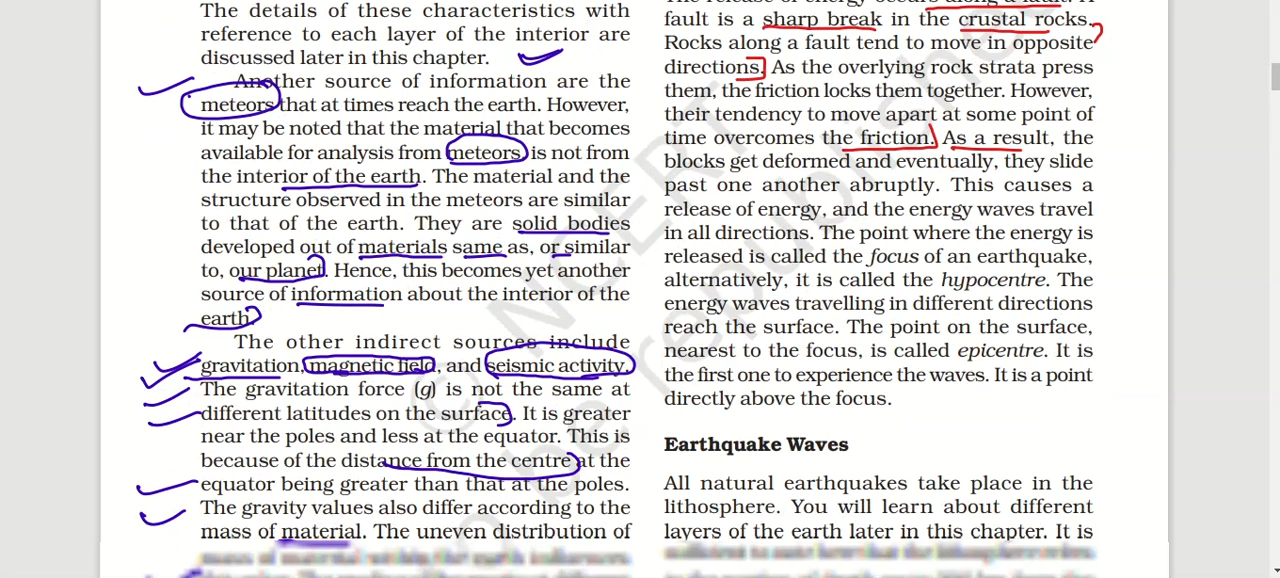 The details of these characteristics with
reference to each layer of the interior are
discussed later in this chapter.
Another source of information are the
meteors that at times reach the earth. However,
it may be noted that the material that becomes
available for analysis from meteors, is not from
the interior of the earth. The material and the
structure observed in the meteors are similar
to that of the earth. They are solid bodies
developed out of materials same as, or similar
to, our planet. Hence, this becomes yet another
source of information about the interior of the
earth.
The other indirect sources include
gravitation, magnetic field, and seismic activity.
The gravitation force (g) is not the same at
different latitudes on the surface. It is greater
near the poles and less at the equator. This is
because of the distance from the centre at the
equator being greater than that at the poles.
The gravity values also differ according to the
mass of material. The uneven distribution of
fault is a sharp break in the crustal rocks.
Rocks along a fault tend to move in opposite
directions. As the overlying rock strata press
them, the friction locks them together. However,
their tendency to move apart at some point of
time overcomes the friction. As a result, the
blocks get deformed and eventually, they slide
past one another abruptly. This causes a
release of energy, and the energy waves travel
in all directions. The point where the energy is
released is called the focus of an earthquake,
alternatively, it is called the hypocentre. The
energy waves travelling in different directions
reach the surface. The point on the surface,
nearest to the focus, is called epicentre. It is
the first one to experience the waves. It is a point
directly above the focus.
Earthquake Waves
All natural earthquakes take place in the
lithosphere. You will learn about different
layers of the earth later in this chapter. It is
© NCERT
be republished